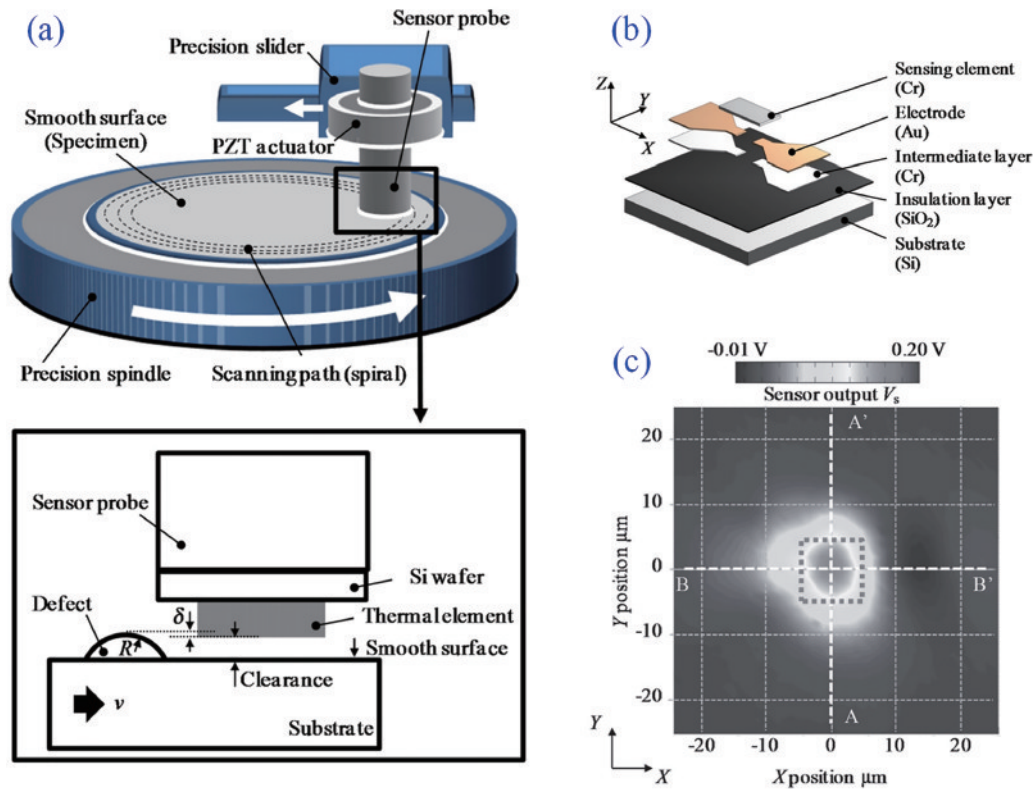 (a)
Sensor probe
Precision slider
Smooth surface
(Specimen)
PZT actuator
Precision spindle
Scanning path (spiral)
Sensor probe
Si wafer
Defect
δ
Thermal element
R
Smooth surface
Clearance
v
Substrate
(b)
Z
Y
X
Sensing element
(Cr)
Electrode
(Au)
Intermediate layer
(Cr)
Insulation layer
(SiO2)
Substrate
(Si)
(c)
-0.01 V
0.20 V
Sensor output Vs
A'
20
10
Y position μm
0
B
B'
-10
-20
A
Y
X
-20
-10
0
10
20
X position μm